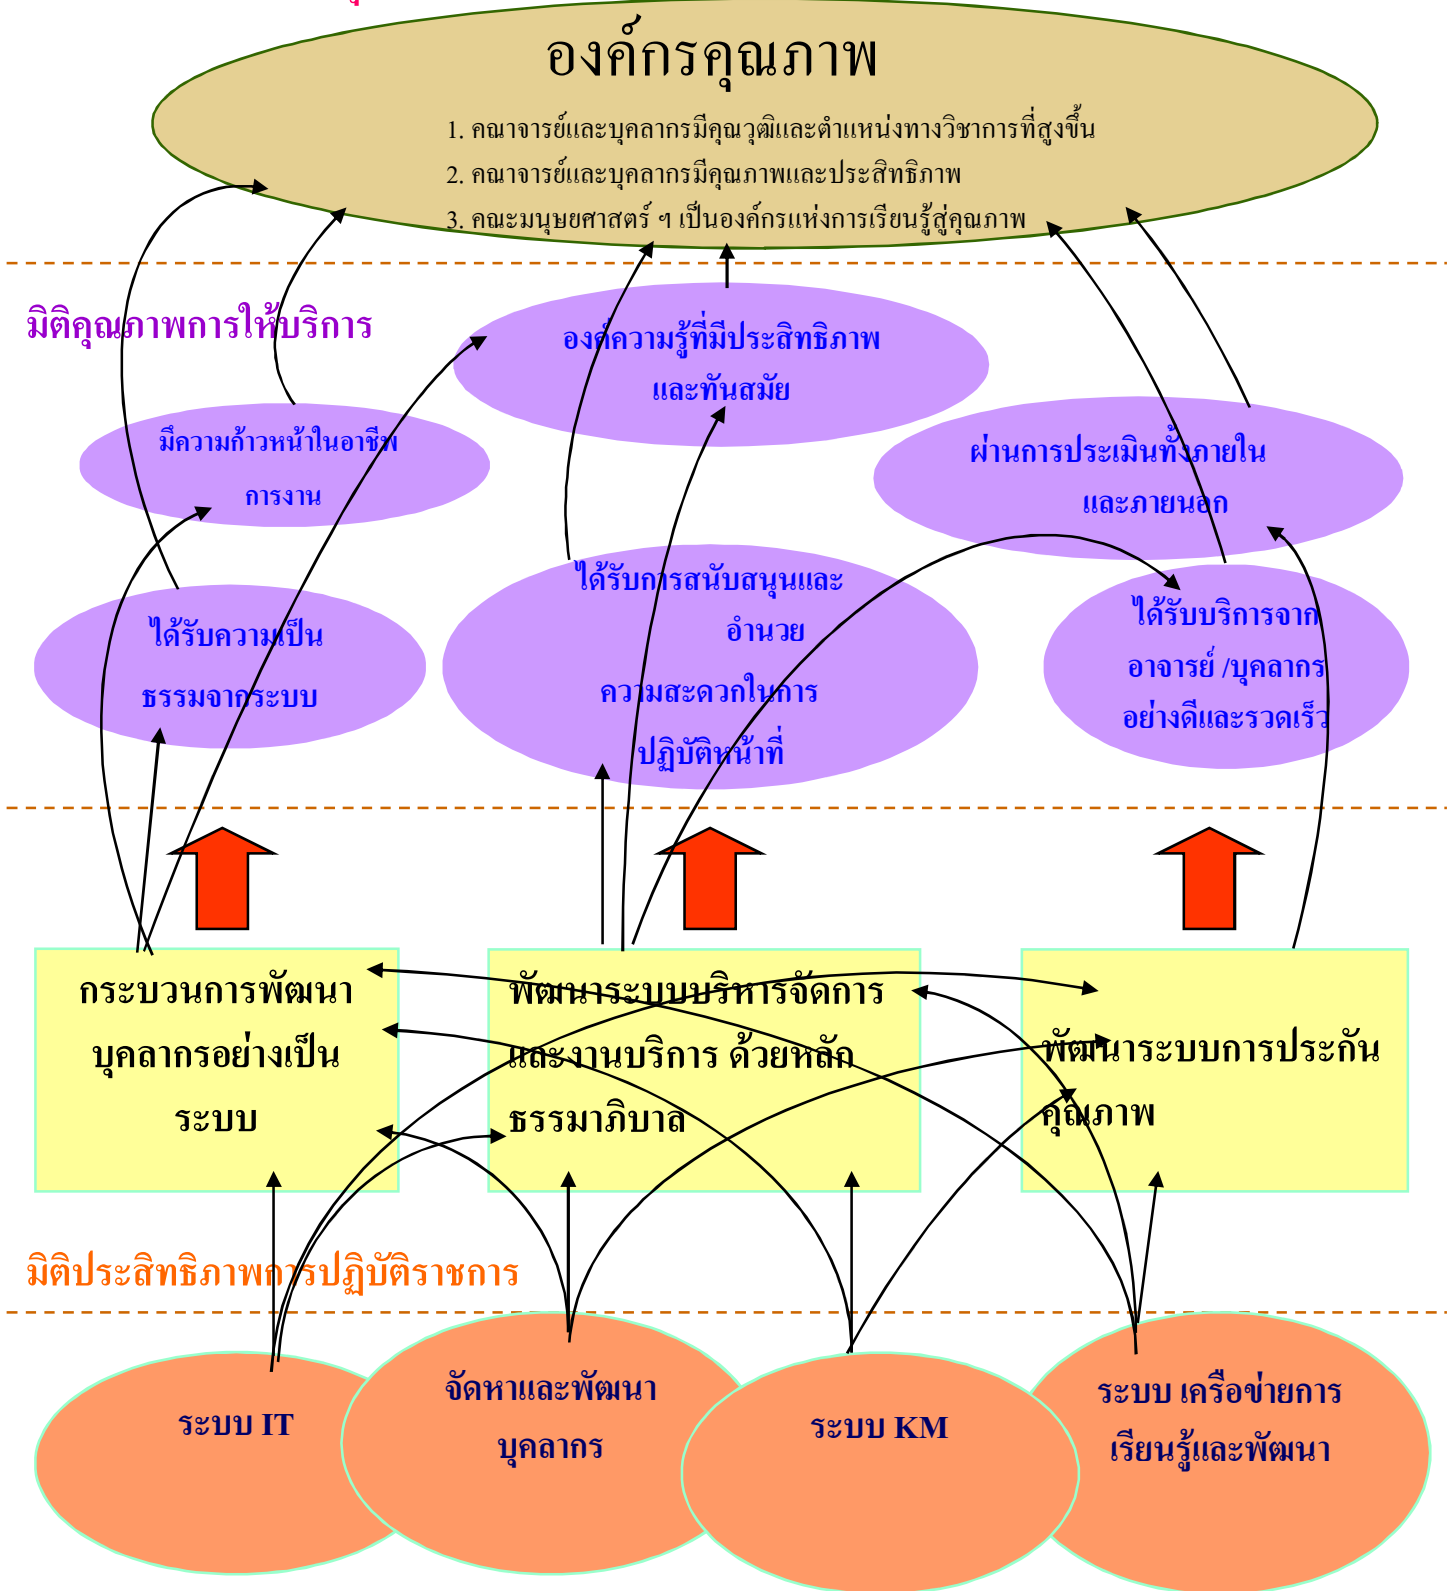 องค์กรคุณภาพ
1. คณาจารย์และบุคลากรมีคุณวุฒิและตำแหน่งทางวิชาการที่สูงขึ้น
2. คณาจารย์และบุคลากรมีคุณภาพและประสิทธิภาพ
3. คณะมนุษยศาสตร์ ฯ เป็นองค์กรแห่งการเรียนรู้สู่คุณภาพ
มิติคุณภาพการให้บริการ
องค์ความรู้ที่มีประสิทธิภาพ
และทันสมัย
มีความก้าวหน้าในอาชีพ
การงาน
ผ่านการประเมินทั้งภายใน
และภายนอก
ได้รับความเป็น
ธรรมจากระบบ
ได้รับการสนับสนุนและ
อำนวย
ความสะดวกในการ
ปฏิบัติหน้าที่
ได้รับบริการจาก
อาจารย์ /บุคลากร
อย่างดีและรวดเร็ว
กระบวนการพัฒนา
บุคลากรอย่างเป็น
ระบบ
พัฒนาระบบบริหารจัดการ
และงานบริการ ด้วยหลัก
ธรรมาภิบาล
พัฒนาระบบการประกัน
คุณภาพ
มิติประสิทธิภาพการปฏิบัติราชการ
ระบบ IT
จัดหาและพัฒนา
บุคลากร
ระบบ KM
ระบบ เครือข่ายการ
เรียนรู้และพัฒนา